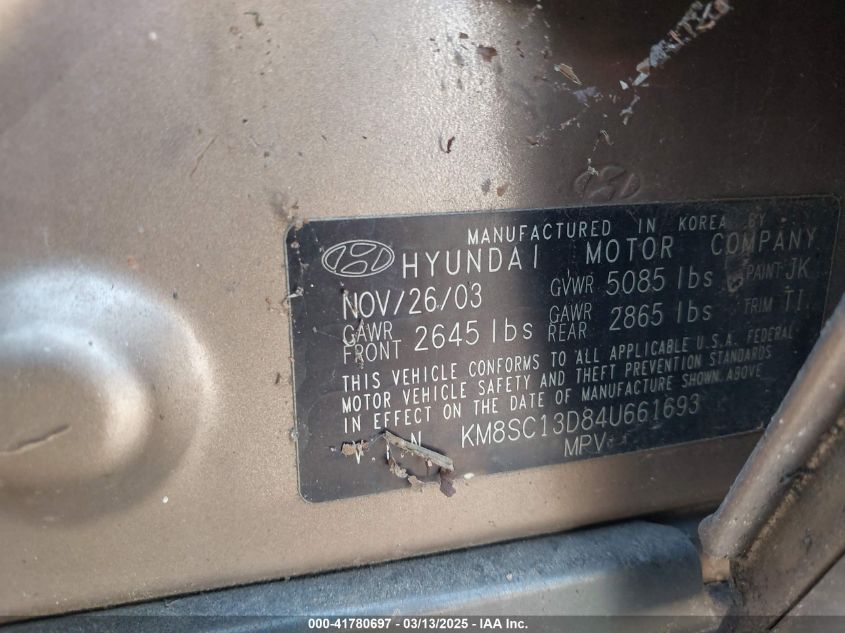 MANUFACTURED IN KOREA BY
HYUNDAI MOTOR COMPANY
NOV/26/03 GVWR 5085 lbs PAINT JK
GAWR FRONT 2645 lbs GAWR REAR 2865 lbs TRIM TI
THIS VEHICLE CONFORMS TO ALL APPLICABLE U.S.A. FEDERAL
MOTOR VEHICLE SAFETY AND THEFT PREVENTION STANDARDS
IN EFFECT ON THE DATE OF MANUFACTURE SHOWN ABOVE
V N KM8SC13D84U661693
MPV
000-41780697 - 03/13/2025 - IAA Inc.